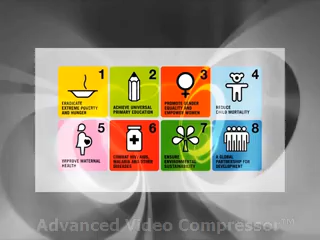 1
ERADICATE
EXTREME POVERTY
AND HUNGER
2
ACHIEVE UNIVERSAL
PRIMARY EDUCATION
3
PROMOTE GENDER
EQUALITY AND
EMPOWER WOMEN
4
REDUCE
CHILD MORTALITY
5
IMPROVE MATERNAL
HEALTH
6
COMBAT HIV/AIDS,
MALARIA AND OTHER
DISEASES
7
ENSURE
ENVIRONMENTAL
SUSTAINABILITY
8
A GLOBAL
PARTNERSHIP FOR
DEVELOPMENT
Advanced Video Compressor™